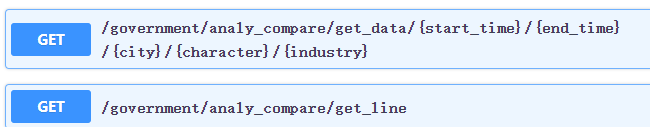 GET /government/analy_compare/get_data/{start_time}/{end_time}
/{city}/{character}/{industry}
GET /government/analy_compare/get_line